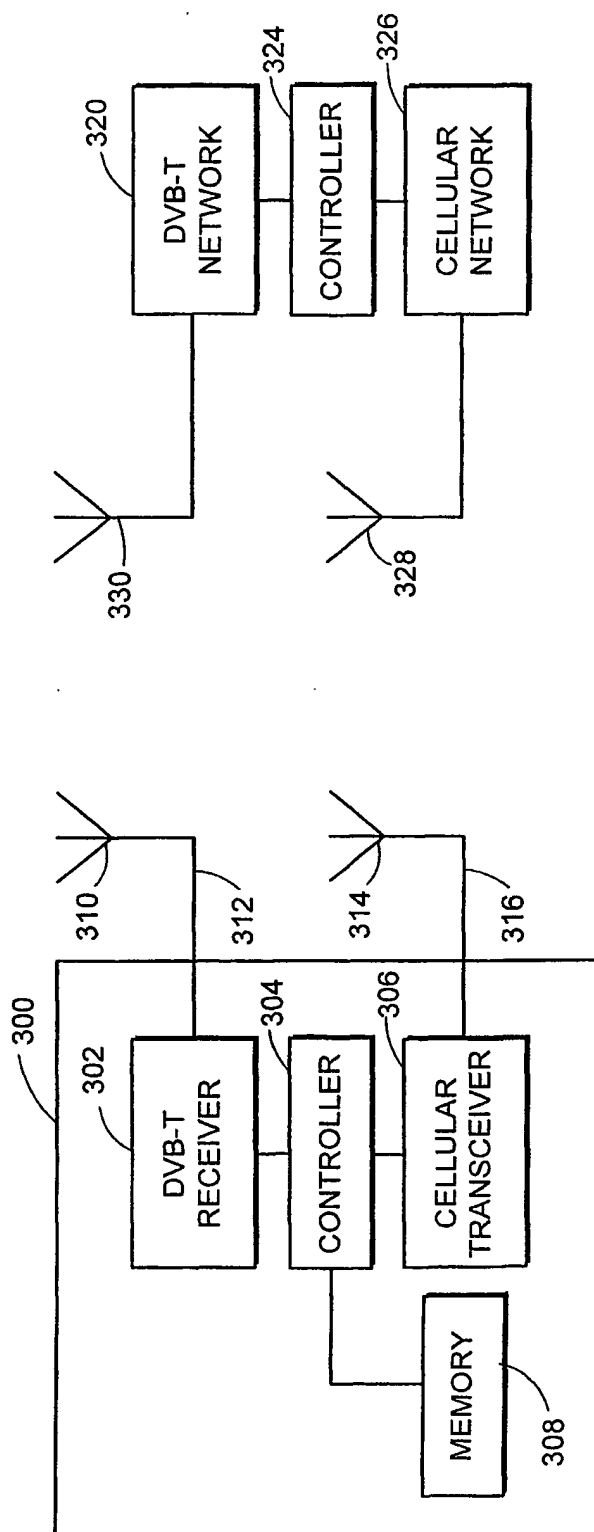 300
302
DVB-T
RECEIVER
304
CONTROLLER
306
CELLULAR
TRANSCEIVER
MEMORY
308
310
312
314
316
330
328
320
DVB-T
NETWORK
324
CONTROLLER
326
CELLULAR
NETWORK